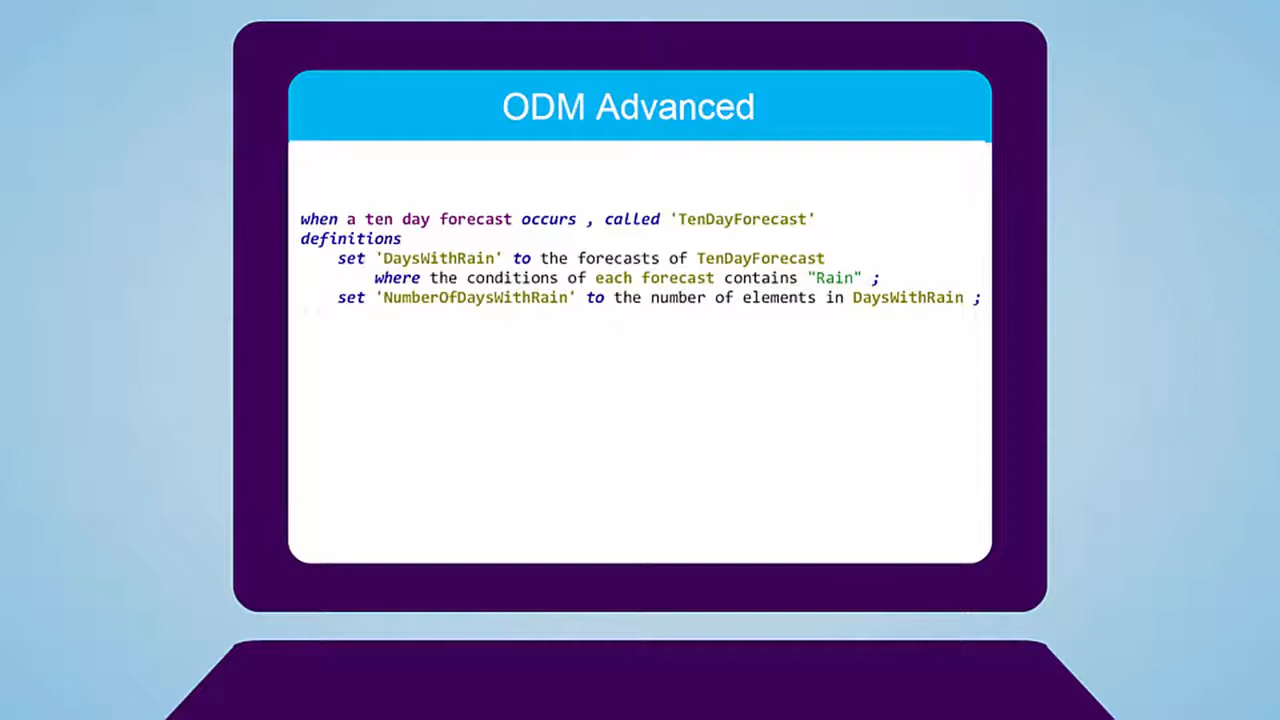 ODM Advanced
when a ten day forecast occurs , called 'TenDayForecast'
definitions
set 'DaysWithRain' to the forecasts of TenDayForecast
where the conditions of each forecast contains "Rain" ;
set 'NumberOfDaysWithRain' to the number of elements in DaysWithRain ;